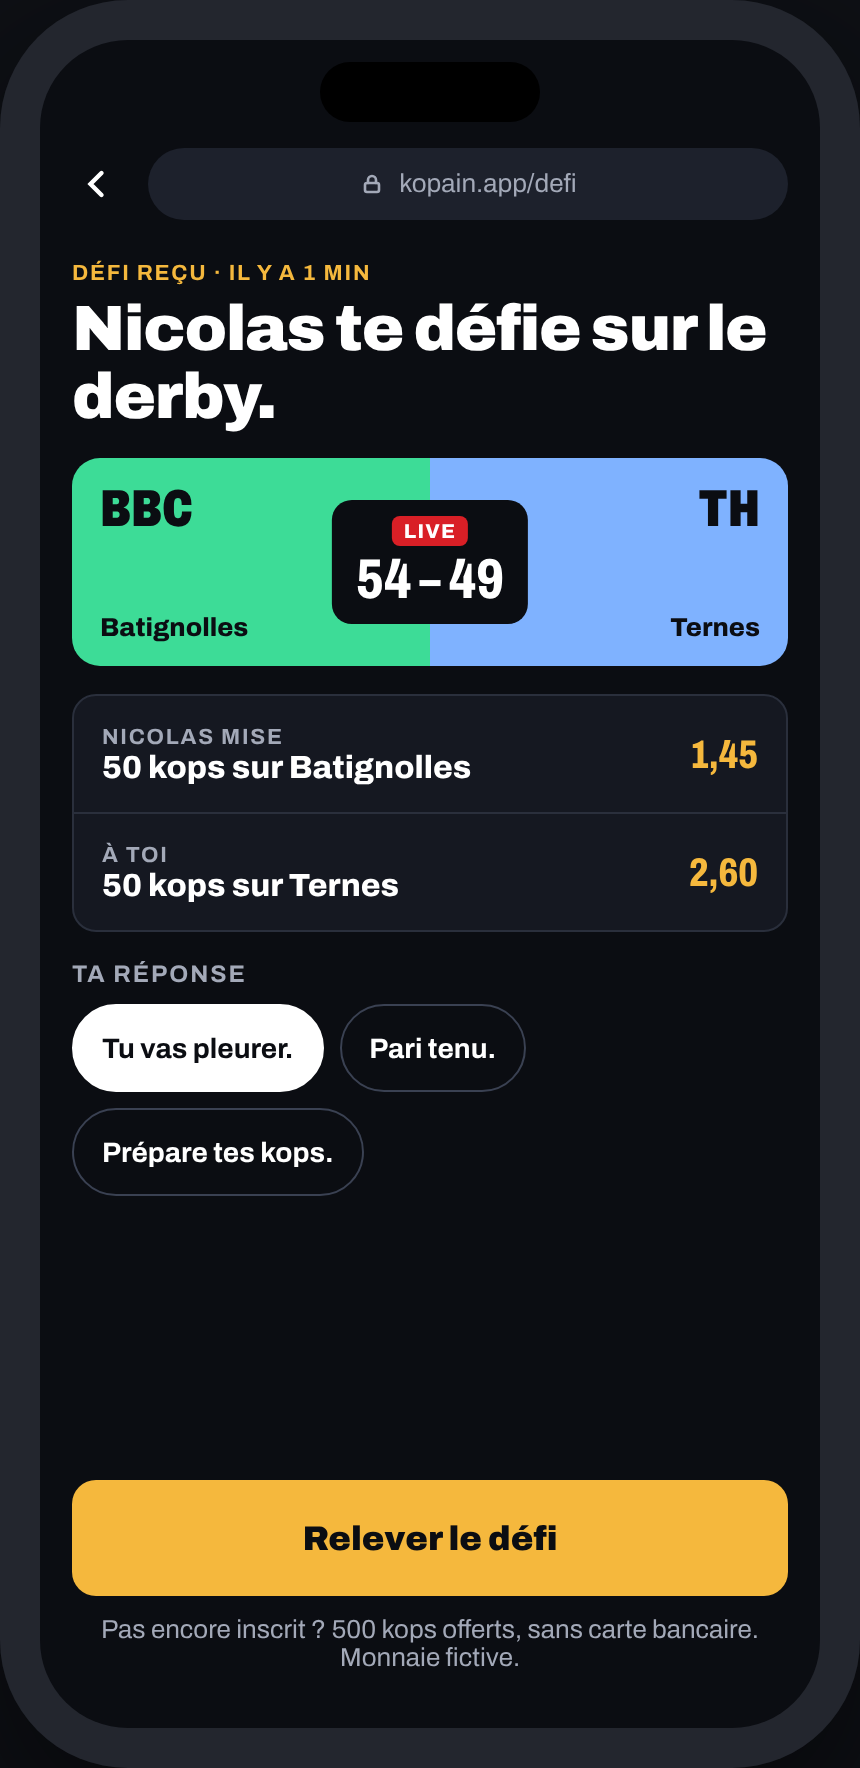 kopain.app/defi
DÉFI REÇU · IL Y A 1 MIN
Nicolas te défie sur le
derby.
BBC
TH
LIVE
54 – 49
Batignolles
Ternes
NICOLAS MISE
50 kops sur Batignolles
1,45
À TOI
50 kops sur Ternes
2,60
TA RÉPONSE
Tu vas pleurer.
Pari tenu.
Prépare tes kops.
Relever le défi
Pas encore inscrit ? 500 kops offerts, sans carte bancaire.
Monnaie fictive.